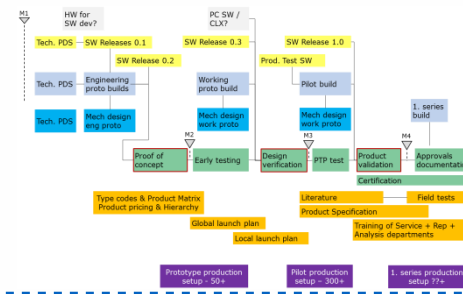 M1
HW for
SW dev?
PC SW /
CLX?
Tech. PDS
SW Releases 0.1
SW Release 0.3
SW Release 1.0
SW Release 0.2
Prod. Test SW
Tech. PDS
Engineering
proto builds
Working
proto build
Pilot build
1. series
build
Tech. PDS
Mech design
eng proto
Mech design
work proto
Mech design
work proto
M2
M3
M4
Proof of
concept
Early testing
Design
verification
PTP test
Product
validation
Approvals
documentati
Certification
Type codes & Product Matrix
Product pricing & Hierarchy
Literature
Field tests
Product Specification
Global launch plan
Training of Service + Rep +
Analysis departments
Local launch plan
Prototype production
setup - 50+
Pilot production
setup – 300+
1. series production
setup ??+